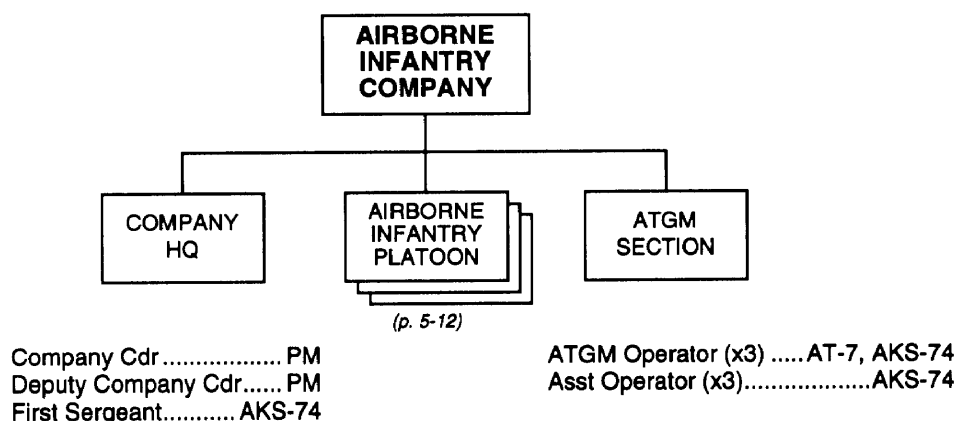 AIRBORNE
INFANTRY
COMPANY
COMPANY
HQ
AIRBORNE
INFANTRY
PLATOON
ATGM
SECTION
(p. 5-12)
Company Cdr.................. PM
Deputy Company Cdr...... PM
First Sergeant........... AKS-74
ATGM Operator (x3) .....AT-7, AKS-74
Asst Operator (x3)...................AKS-74